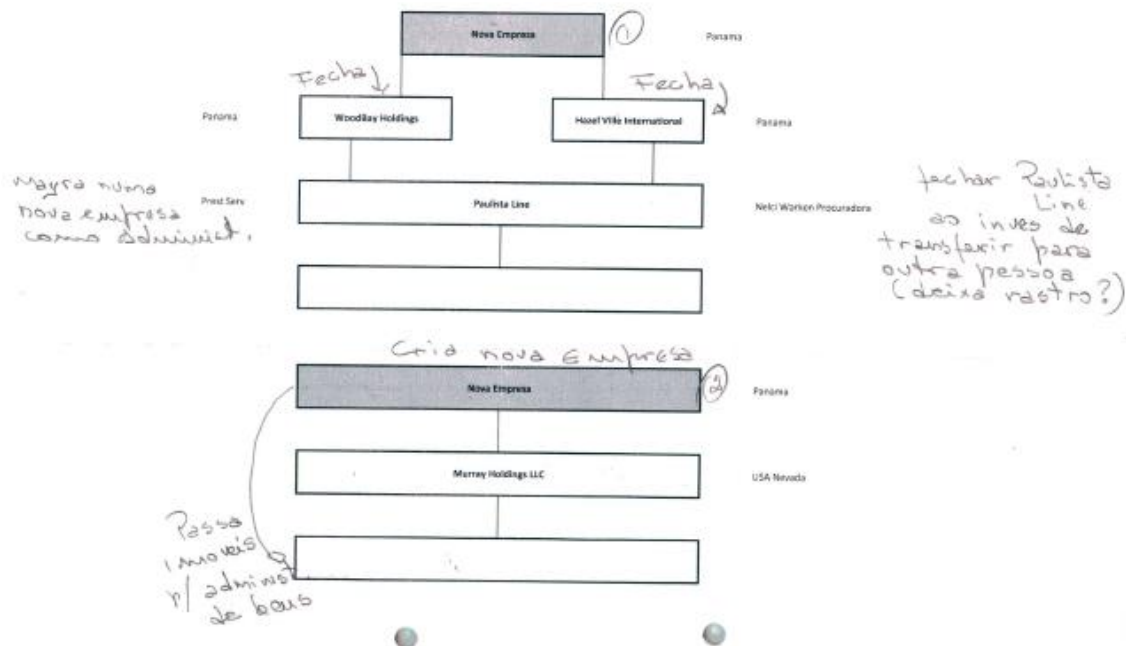 Nova Empresa
①
Panama
Fecha
Fecha
Panama
WoodBay Holdings
Hazel Ville International
Panama
Mayra numa
nova empresa
como administ.
Prest Serv
Paulista Line
Nelci Warken Procuradora
fechar Paulista
Line
ao inves de
transferir para
outra pessoa
(deixa rastro?)
Cria nova Empresa
Nova Empresa
②
Panama
Murray Holdings LLC
USA Nevada
Passa
imoveis
p/ administ
de bens